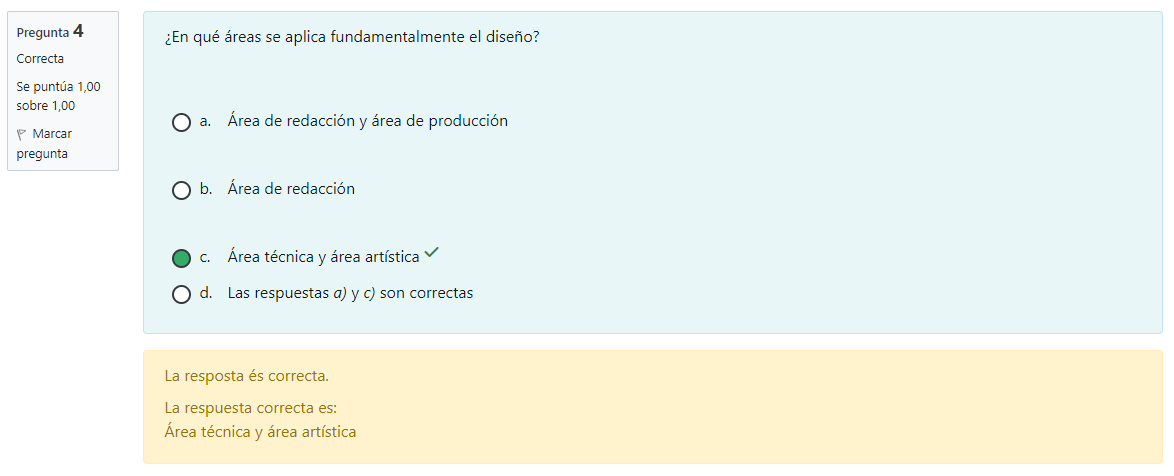 Pregunta 4
Correcta
Se puntúa 1,00
sobre 1,00
Marcar
pregunta
¿En qué áreas se aplica fundamentalmente el diseño?
a. Área de redacción y área de producción
b. Área de redacción
c. Área técnica y área artística
d. Las respuestas a) y c) son correctas
La resposta és correcta.
La respuesta correcta es:
Área técnica y área artística